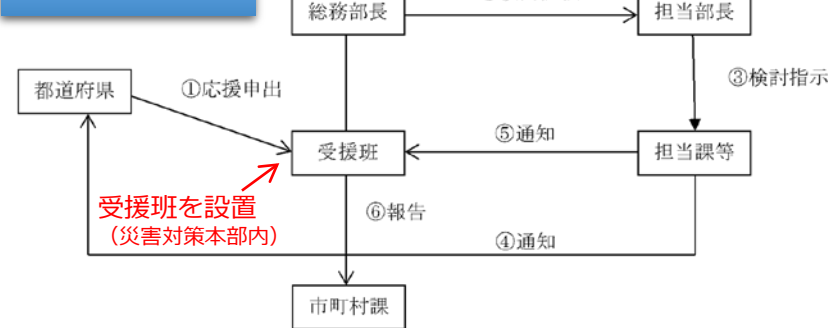 総務部長
担当部長
③検討指示
都道府県
①応援申出
受援班
⑤通知
担当課等
受援班を設置
（災害対策本部内）
⑥報告
④通知
市町村課